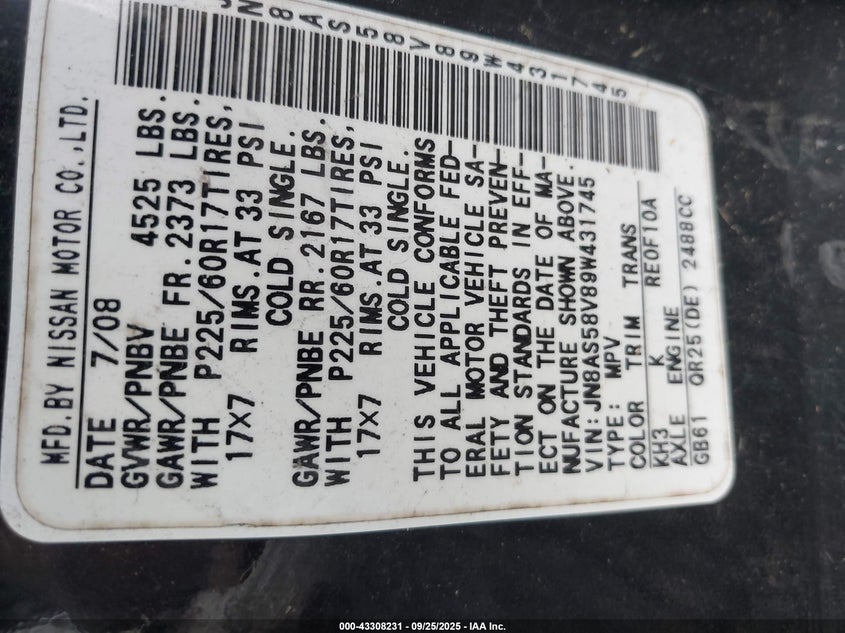 MFD.BY NISSAN MOTOR CO.,LTD.
DATE 7/08
GVWR/PNBV 4525 LBS.
GAWR/PNBE FR. 2373 LBS.
WITH P225/60R17TIRES,
17X7 RIMS.AT 33 PSI
COLD SINGLE.
GAWR/PNBE RR. 2167 LBS.
WITH P225/60R17TIRES,
17X7 RIMS.AT 33 PSI
COLD SINGLE.
THIS VEHICLE CONFORMS
TO ALL APPLICABLE FED-
ERAL MOTOR VEHICLE SA-
FETY AND THEFT PREVEN-
TION STANDARDS IN EFF-
ECT ON THE DATE OF MA-
NUFACTURE SHOWN ABOVE.
VIN:JN8AS58V89W431745
TYPE: MPV
COLOR TRIM TRANS
KH3 K RE0F10A
AXLE ENGINE
GB61 QR25(DE) 2488CC
JN8AS58V89W431745
000-43308231 - 09/25/2025 - IAA Inc.